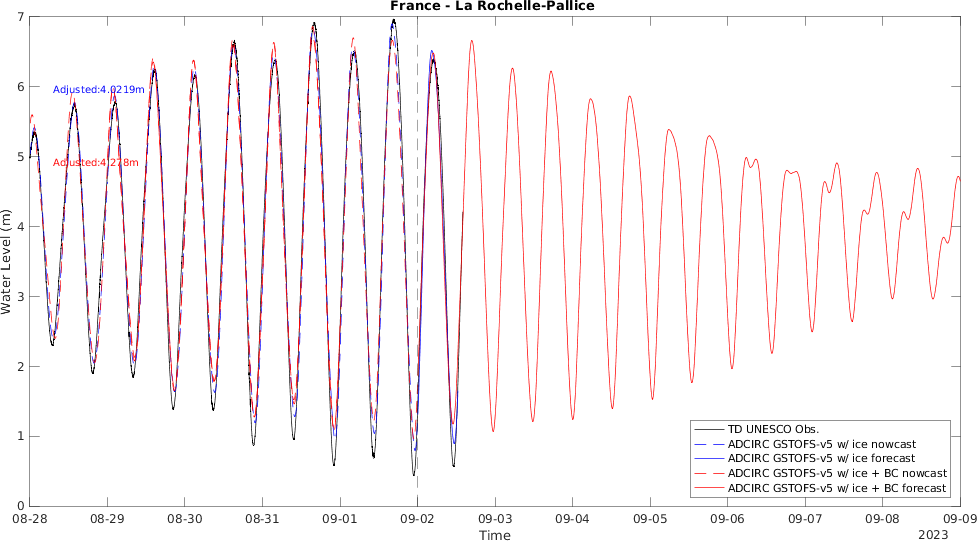 France - La Rochelle-Pallice
7
6
5
4
3
2
1
0
Water Level (m)
Adjusted:4.0219m
Adjusted:4.278m
TD UNESCO Obs.
ADCIRC GSTOFS-v5 w/ ice nowcast
ADCIRC GSTOFS-v5 w/ ice forecast
ADCIRC GSTOFS-v5 w/ ice + BC nowcast
ADCIRC GSTOFS-v5 w/ ice + BC forecast
08-28 08-29 08-30 08-31 09-01 09-02 09-03 09-04 09-05 09-06 09-07 09-08 09-09
Time 2023